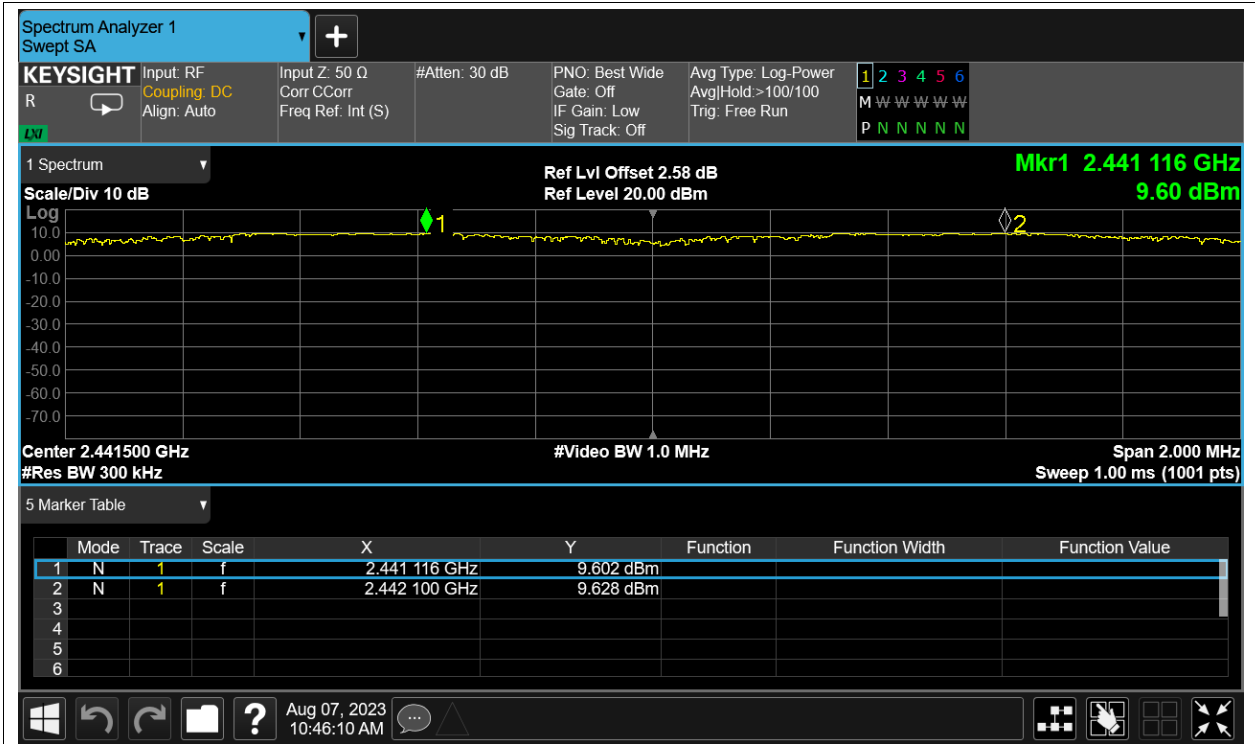 Spectrum Analyzer 1
Swept SA
KEYSIGHT Input: RF Input Z: 50 Ω #Atten: 30 dB PNO: Best Wide Avg Type: Log-Power 1 2 3 4 5 6
R Coupling: DC Corr CCorr Gate: Off Avg|Hold:>100/100 M W W W W W
Align: Auto Freq Ref: Int (S) IF Gain: Low Trig: Free Run
LXI Sig Track: Off P N N N N N
1 Spectrum Ref Lvl Offset 2.58 dB Mkr1 2.441 116 GHz
Scale/Div 10 dB Ref Level 20.00 dBm 9.60 dBm
Log
1 2
10.0
0.00
-10.0
-20.0
-30.0
-40.0
-50.0
-60.0
-70.0
Center 2.441500 GHz #Video BW 1.0 MHz Span 2.000 MHz
#Res BW 300 kHz Sweep 1.00 ms (1001 pts)
5 Marker Table
Mode Trace Scale X Y Function Function Width Function Value
1 N 1 f 2.441 116 GHz 9.602 dBm
2 N 1 f 2.442 100 GHz 9.628 dBm
3
4
5
6
? Aug 07, 2023
10:46:10 AM